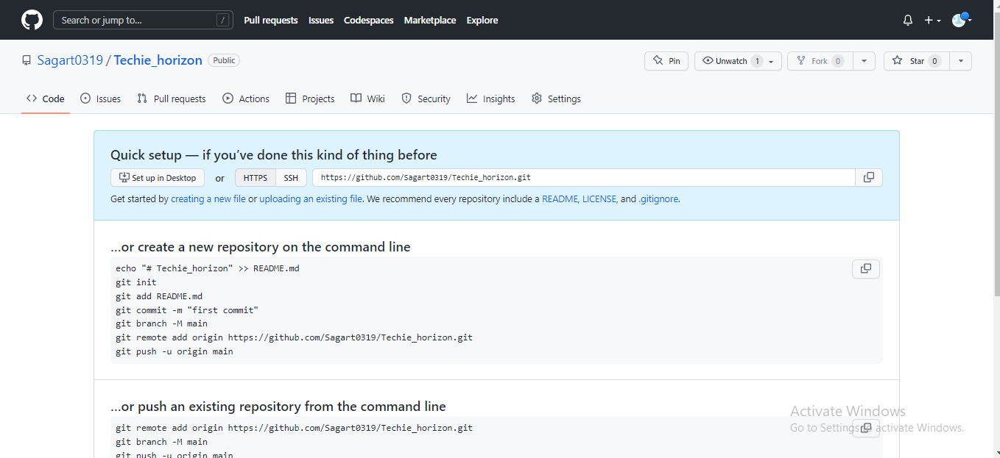 Search or jump to... /
Pull requests Issues Codespaces Marketplace Explore
Sagart0319 / Techie_horizon Public
Pin Unwatch 1 Fork 0 Star 0
Code Issues Pull requests Actions Projects Wiki Security Insights Settings
Quick setup — if you’ve done this kind of thing before
Set up in Desktop or HTTPS SSH https://github.com/Sagart0319/Techie_horizon.git
Get started by creating a new file or uploading an existing file. We recommend every repository include a README, LICENSE, and .gitignore.
…or create a new repository on the command line
echo "# Techie_horizon" >> README.md
git init
git add README.md
git commit -m "first commit"
git branch -M main
git remote add origin https://github.com/Sagart0319/Techie_horizon.git
git push -u origin main
…or push an existing repository from the command line
git remote add origin https://github.com/Sagart0319/Techie_horizon.git
git branch -M main
git push -u origin main
Activate Windows
Go to Settings to activate Windows.